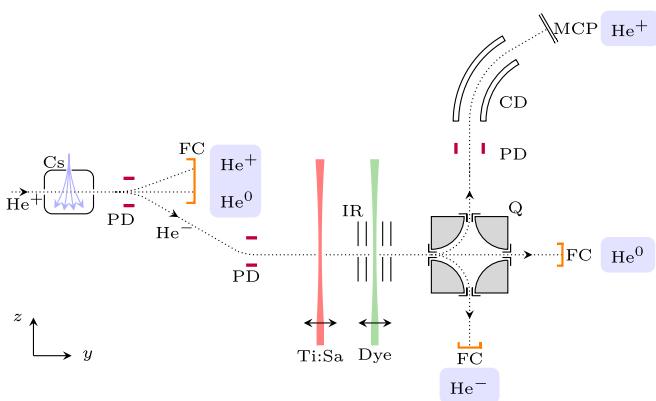 MCP
He⁺
CD
Cs
FC
He⁺
PD
He⁰
He⁺
PD
He⁻
IR
Q
PD
FC
He⁰
z
y
Ti:Sa
Dye
FC
He⁻